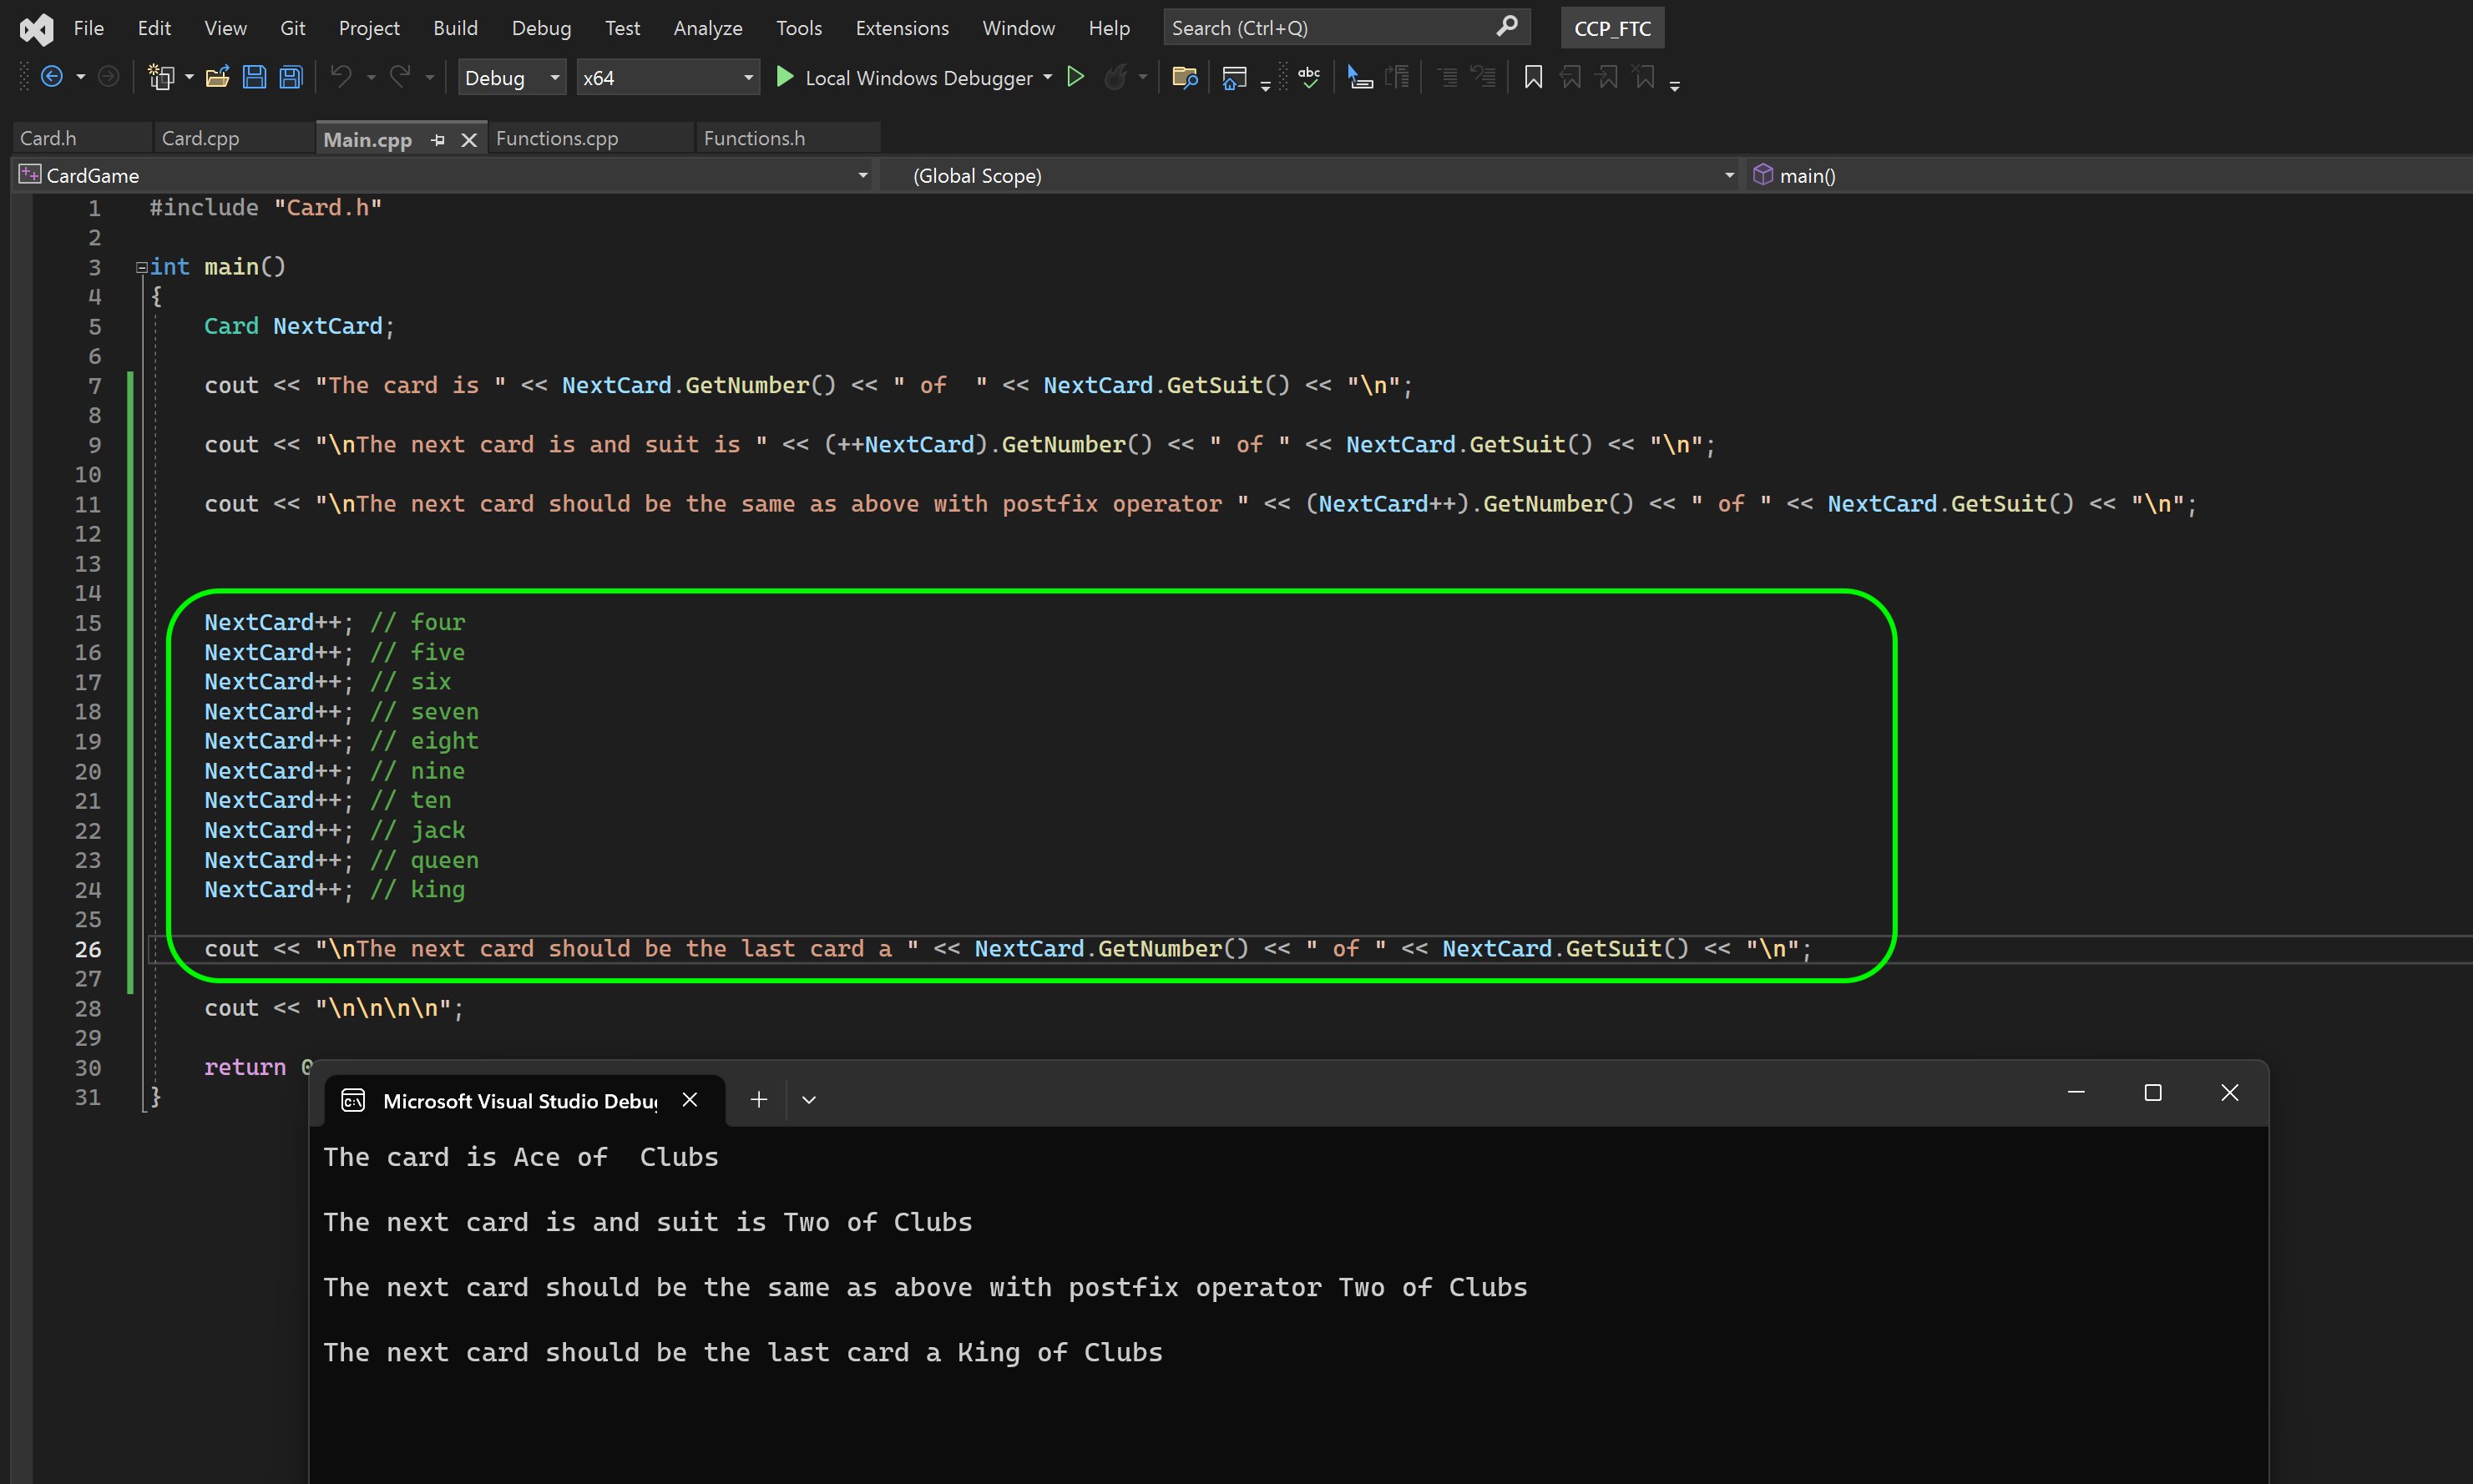 File Edit View Git Project Build Debug Test Analyze Tools Extensions Window Help Search (Ctrl+Q) CCP_FTC
Debug x64 Local Windows Debugger abc
Card.h Card.cpp Main.cpp Functions.cpp Functions.h
CardGame (Global Scope) main()
1 #include "Card.h"
2
3 int main()
4 {
5 Card NextCard;
6
7 cout << "The card is " << NextCard.GetNumber() << " of  " << NextCard.GetSuit() << "\n";
8
9 cout << "\nThe next card is and suit is " << (++NextCard).GetNumber() << " of " << NextCard.GetSuit() << "\n";
10
11 cout << "\nThe next card should be the same as above with postfix operator " << (NextCard++).GetNumber() << " of " << NextCard.GetSuit() << "\n";
12
13
14
15 NextCard++; // four
16 NextCard++; // five
17 NextCard++; // six
18 NextCard++; // seven
19 NextCard++; // eight
20 NextCard++; // nine
21 NextCard++; // ten
22 NextCard++; // jack
23 NextCard++; // queen
24 NextCard++; // king
25
26 cout << "\nThe next card should be the last card a " << NextCard.GetNumber() << " of " << NextCard.GetSuit() << "\n";
27
28 cout << "\n\n\n\n";
29
30 return 0
31 }
C:\ Microsoft Visual Studio Debug
The card is Ace of  Clubs
The next card is and suit is Two of Clubs
The next card should be the same as above with postfix operator Two of Clubs
The next card should be the last card a King of Clubs